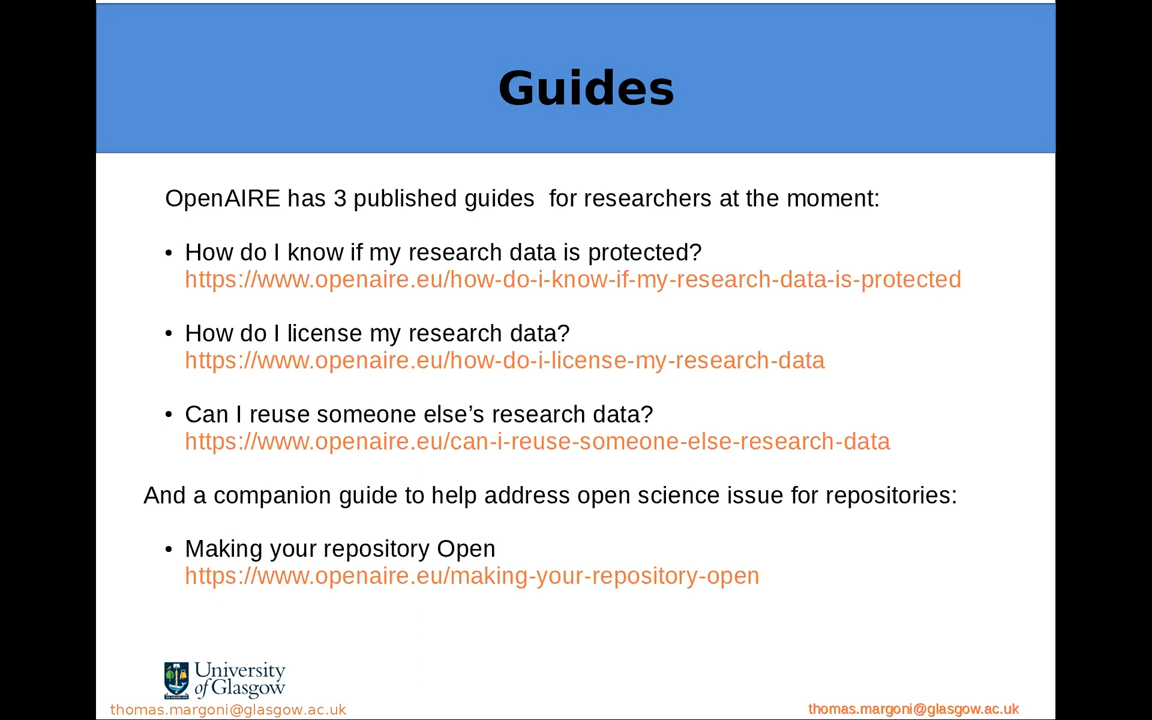 Guides
OpenAIRE has 3 published guides  for researchers at the moment:
• How do I know if my research data is protected?
https://www.openaire.eu/how-do-i-know-if-my-research-data-is-protected
• How do I license my research data?
https://www.openaire.eu/how-do-i-license-my-research-data
• Can I reuse someone else’s research data?
https://www.openaire.eu/can-i-reuse-someone-else-research-data
And a companion guide to help address open science issue for repositories:
• Making your repository Open
https://www.openaire.eu/making-your-repository-open
University
of Glasgow
thomas.margoni@glasgow.ac.uk
thomas.margoni@glasgow.ac.uk